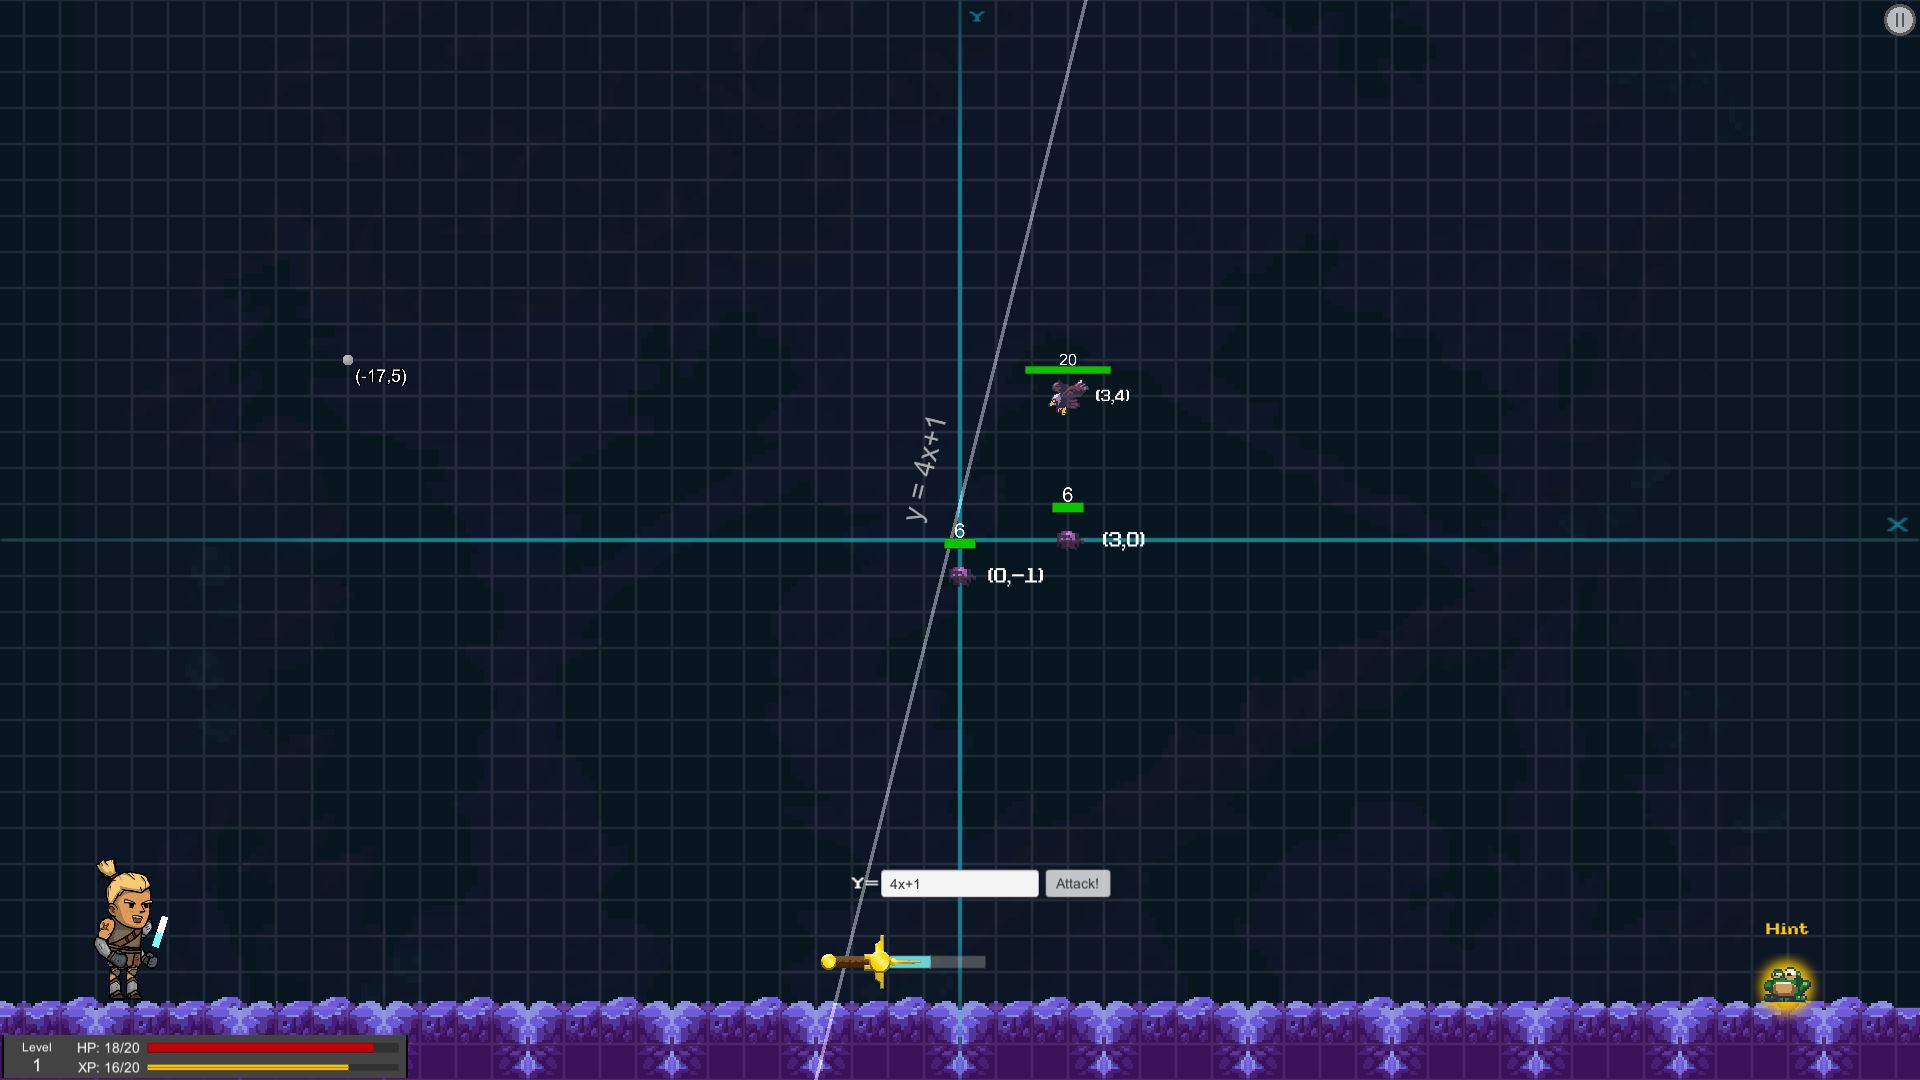 Y
20
(3,4)
(-17,5)
y = 4x+1
6
(3,0)
X
6
(0,-1)
Y= 4x+1 Attack!
Hint
Level 1
HP: 18/20
XP: 16/20